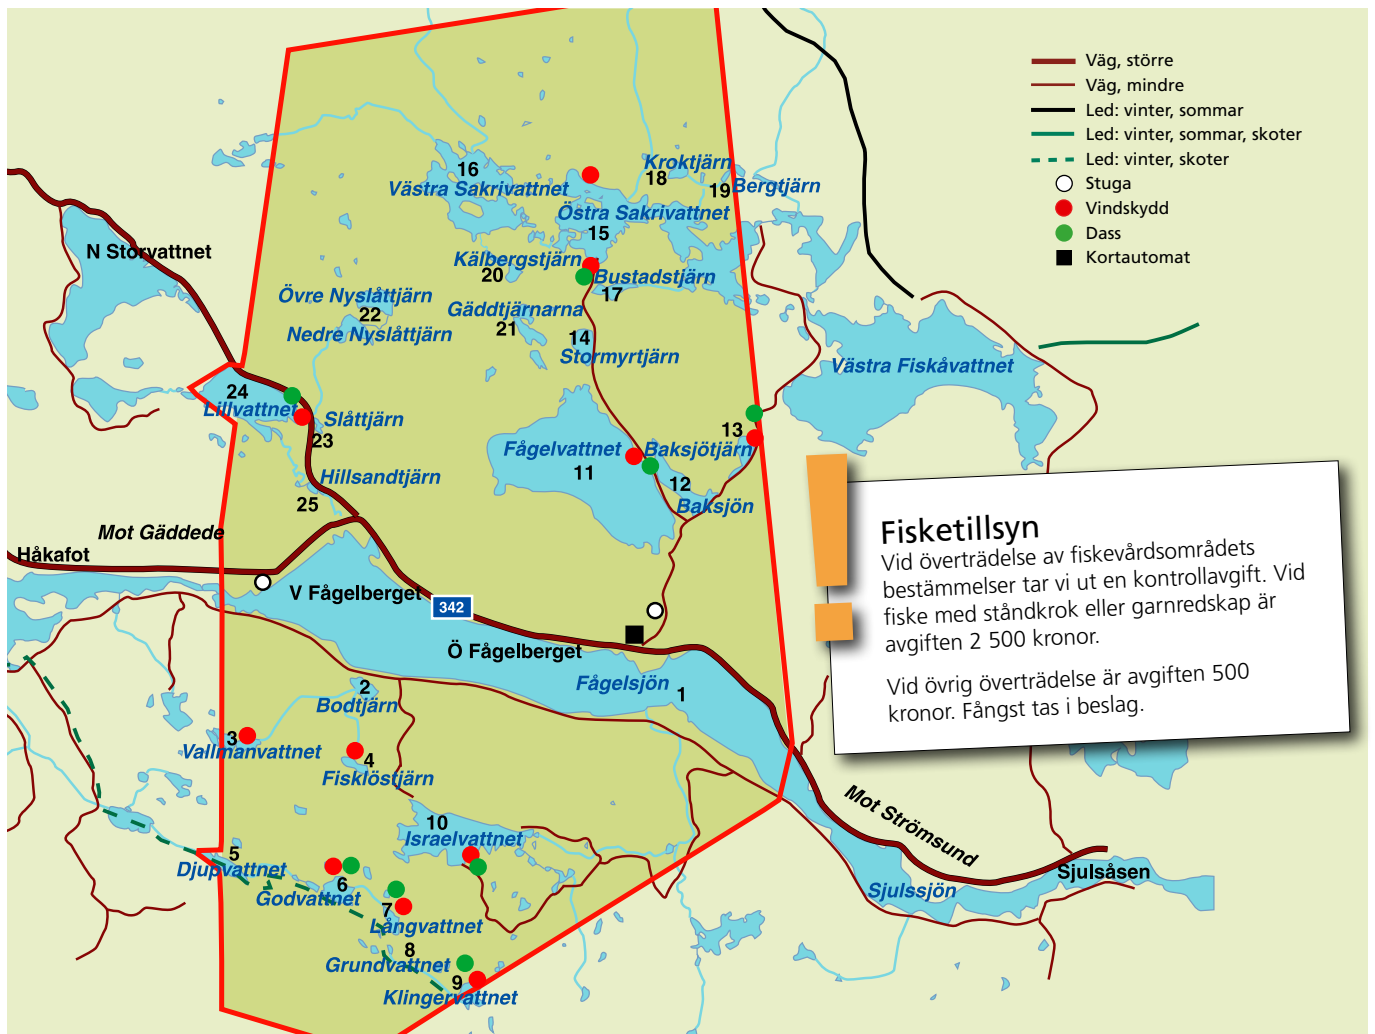 Väg, större
Väg, mindre
Led: vinter, sommar
Led: vinter, sommar, skoter
Led: vinter, skoter
Stuga
Vindskydd
Dass
Kortautomat
16
Västra Sakrivattnet
Kroktjärn
18
19
Bergtjärn
Östra Sakrivattnet
15
N Storvattnet
Kälbergstjärn
20
Bustadstjärn
17
Övre Nyslåttjärn
22
Nedre Nyslåttjärn
Gäddtjärnarna
21
14
Stormyrtjärn
Västra Fiskåvattnet
24
Lillvattnet
Slåttjärn
23
13
Fågelvattnet
11
Baksjötjärn
12
Baksjön
Hillsandtjärn
25
Mot Gäddede
Håkafot
V Fågelberget
342
Ö Fågelberget
Fågelsjön
1
!
Fisketillsyn
Vid överträdelse av fiskevårdsområdets
bestämmelser tar vi ut en kontrollavgift. Vid
fiske med ståndkrok eller garnredskap är
avgiften 2 500 kronor.
Vid övrig överträdelse är avgiften 500
kronor. Fångst tas i beslag.
2
Bodtjärn
3
Vallmanvattnet
4
Fisklöstjärn
10
Israelvattnet
5
Djupvattnet
6
Godvattnet
7
Långvattnet
8
Grundvattnet
9
Klingervattnet
Mot Strömsund
Sjulssjön
Sjulsåsen